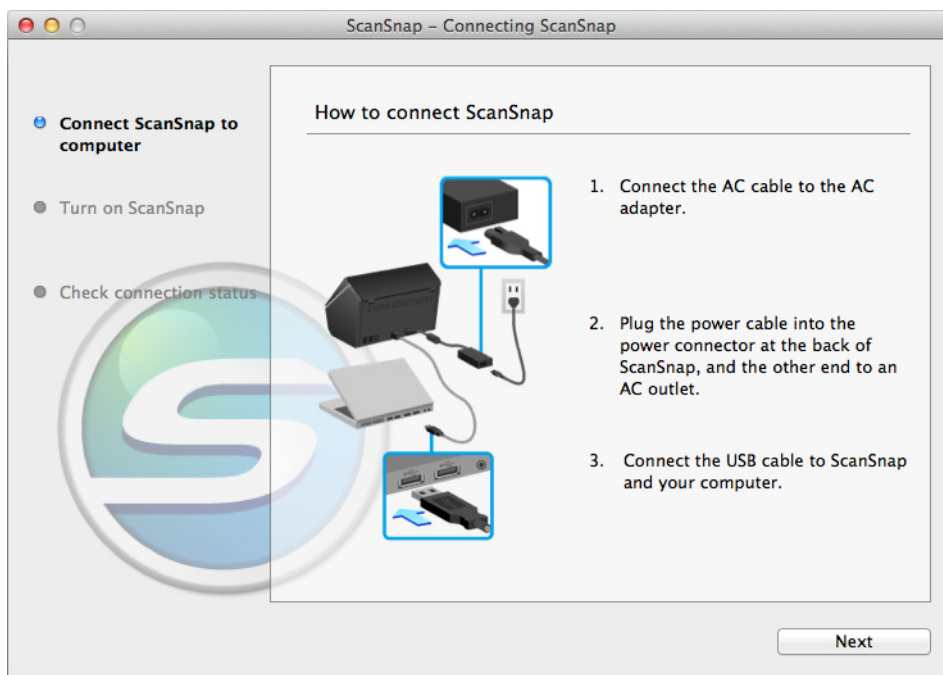 ScanSnap – Connecting ScanSnap
Connect ScanSnap to
computer
Turn on ScanSnap
Check connection status
How to connect ScanSnap
1. Connect the AC cable to the AC
adapter.
2. Plug the power cable into the
power connector at the back of
ScanSnap, and the other end to an
AC outlet.
3. Connect the USB cable to ScanSnap
and your computer.
Next